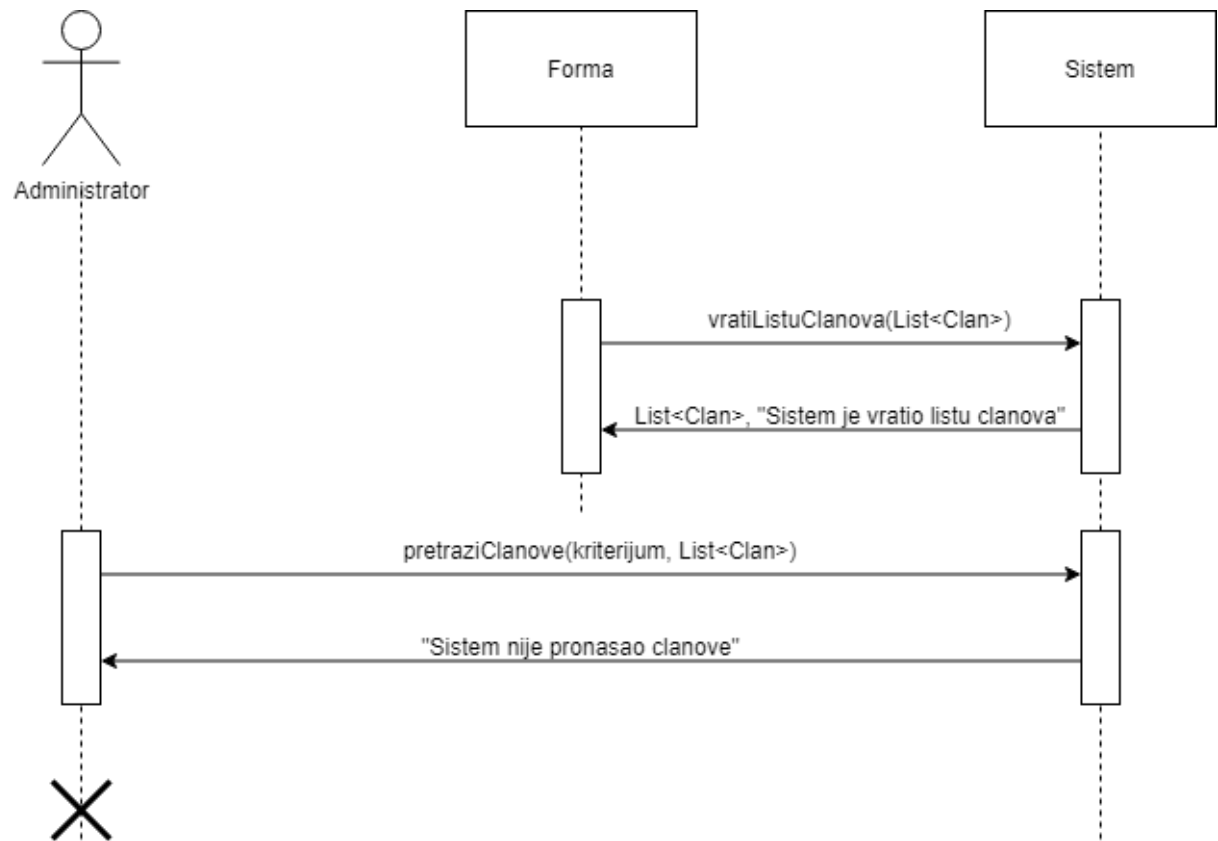 Forma
Sistem
Administrator
vratiListuClanova(List<Clan>)
List<Clan>, "Sistem je vratio listu clanova"
pretraziClanove(kriterijum, List<Clan>)
"Sistem nije pronasao clanove"